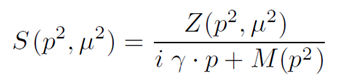 S(p², μ²) = Z(p², μ²) / (i γ · p + M(p²))